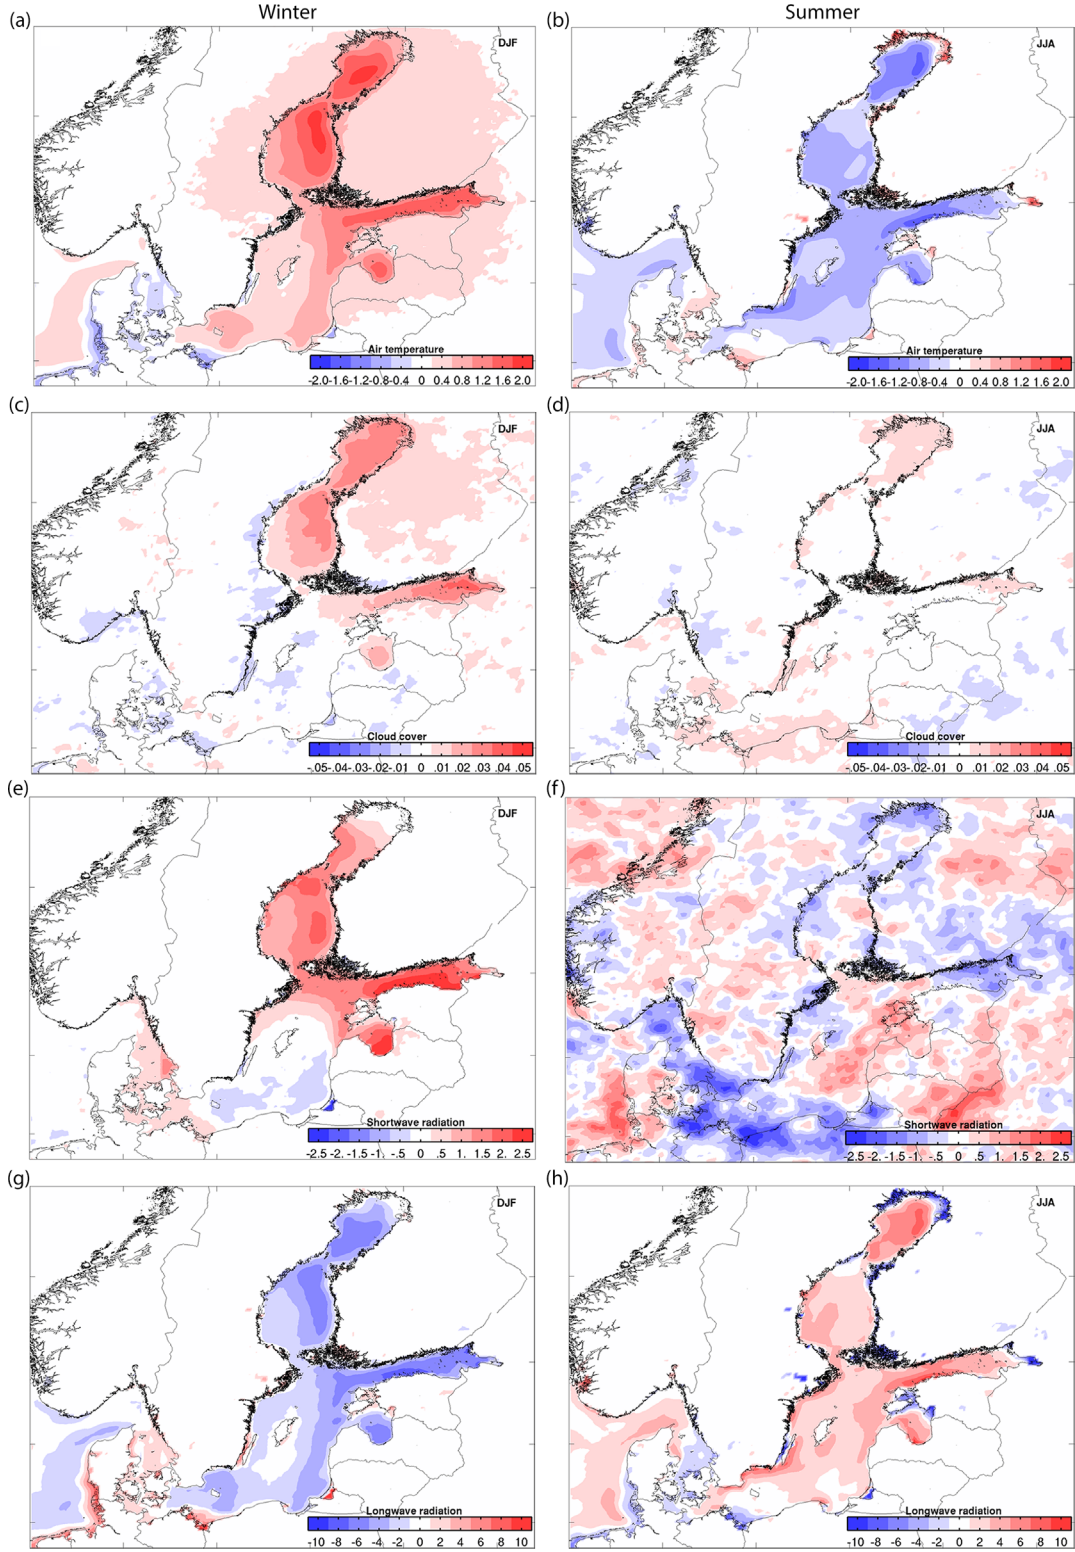 Winter
Summer
(a)
DJF
Air temperature
-2.0-1.6-1.2-0.8-0.4 0 0.4 0.8 1.2 1.6 2.0
(b)
JJA
Air temperature
-2.0-1.6-1.2-0.8-0.4 0 0.4 0.8 1.2 1.6 2.0
(c)
DJF
Cloud cover
-.05-.04-.03-.02-.01 0 .01 .02 .03 .04 .05
(d)
JJA
Cloud cover
-.05-.04-.03-.02-.01 0 .01 .02 .03 .04 .05
(e)
DJF
Shortwave radiation
-2.5 -2. -1.5 -1. -.5 0 .5 1. 1.5 2. 2.5
(f)
JJA
Shortwave radiation
-2.5 -2. -1.5 -1. -.5 0 .5 1. 1.5 2. 2.5
(g)
DJF
Longwave radiation
-10 -8 -6 -4 -2 0 2 4 6 8 10
(h)
JJA
Longwave radiation
-10 -8 -6 -4 -2 0 2 4 6 8 10